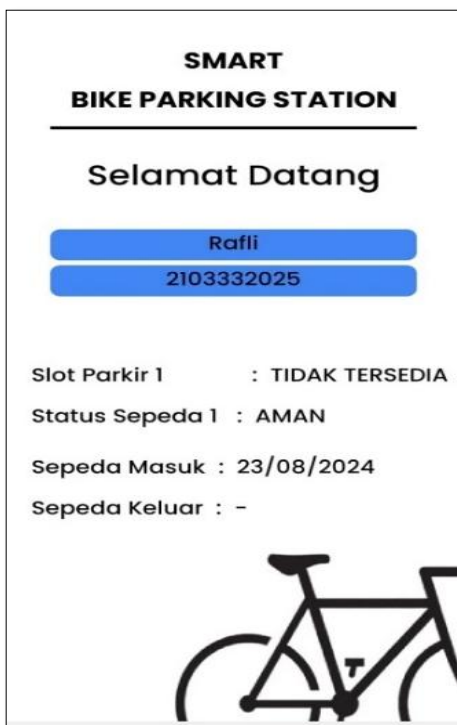 SMART
BIKE PARKING STATION
Selamat Datang
Rafli
2103332025
Slot Parkir 1 : TIDAK TERSEDIA
Status Sepeda 1 : AMAN
Sepeda Masuk : 23/08/2024
Sepeda Keluar : -